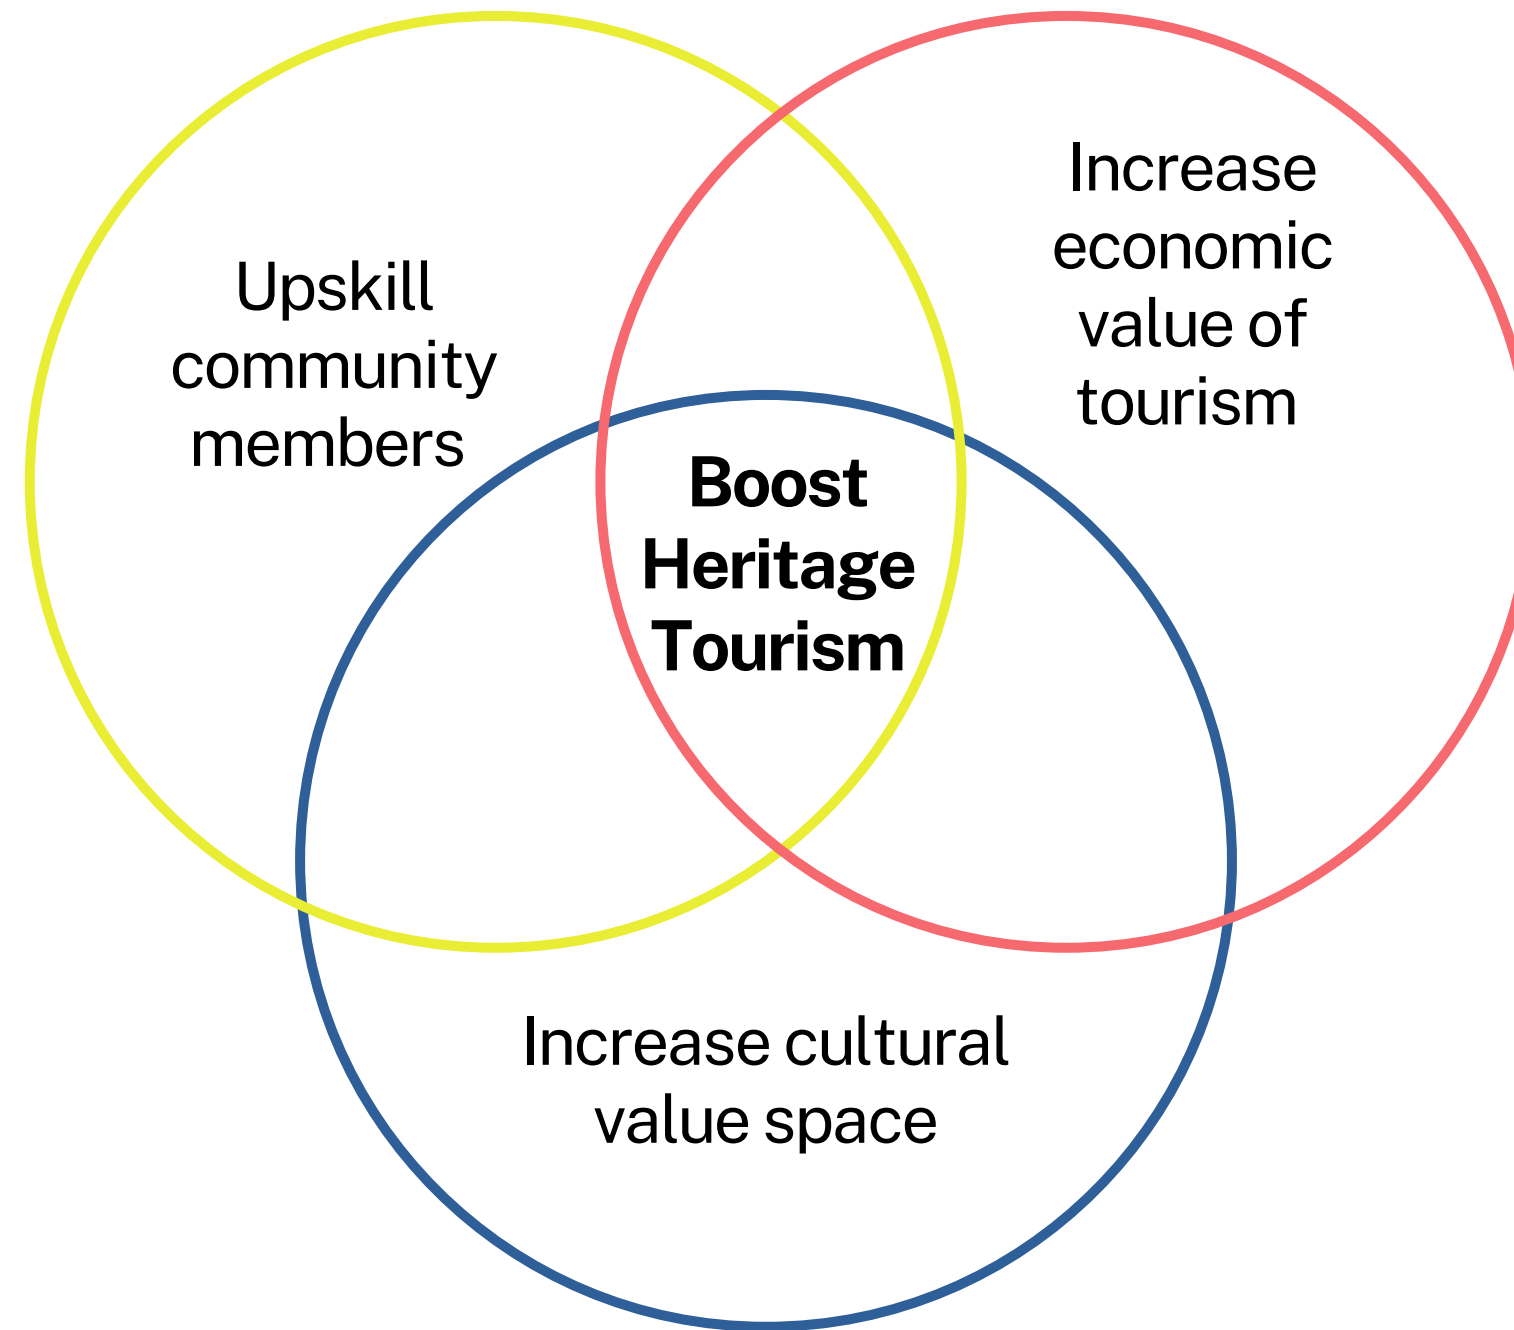 Upskill
community
members
Increase
economic
value of
tourism
Boost
Heritage
Tourism
Increase cultural
value space